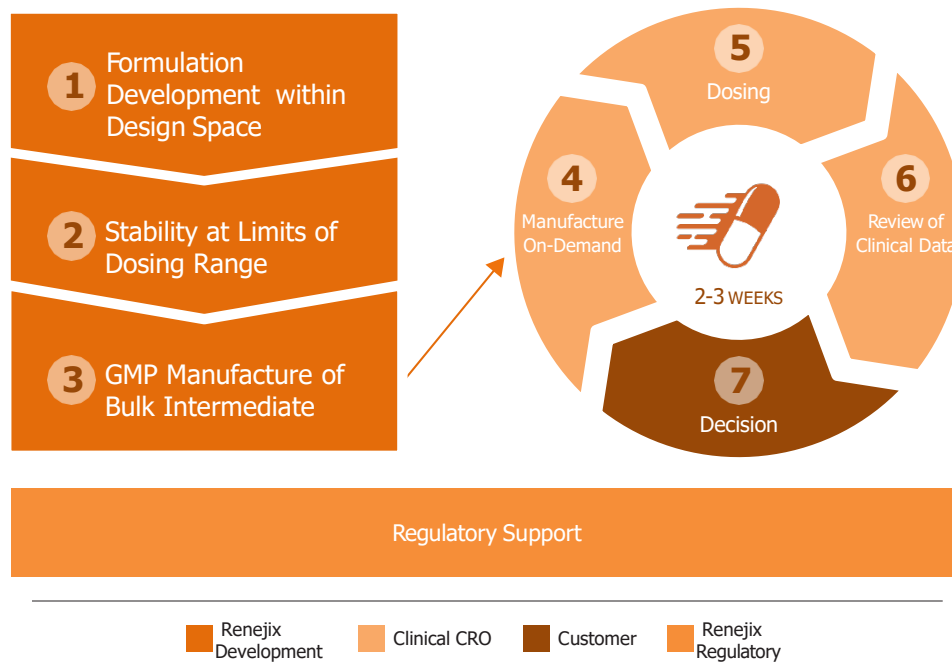 1
Formulation
Development within
Design Space
2
Stability at Limits of
Dosing Range
3
GMP Manufacture of
Bulk Intermediate
4
Manufacture
On-Demand
5
Dosing
6
Review of
Clinical Data
7
Decision
2-3 WEEKS
Regulatory Support
Renejix
Development
Clinical CRO
Customer
Renejix
Regulatory